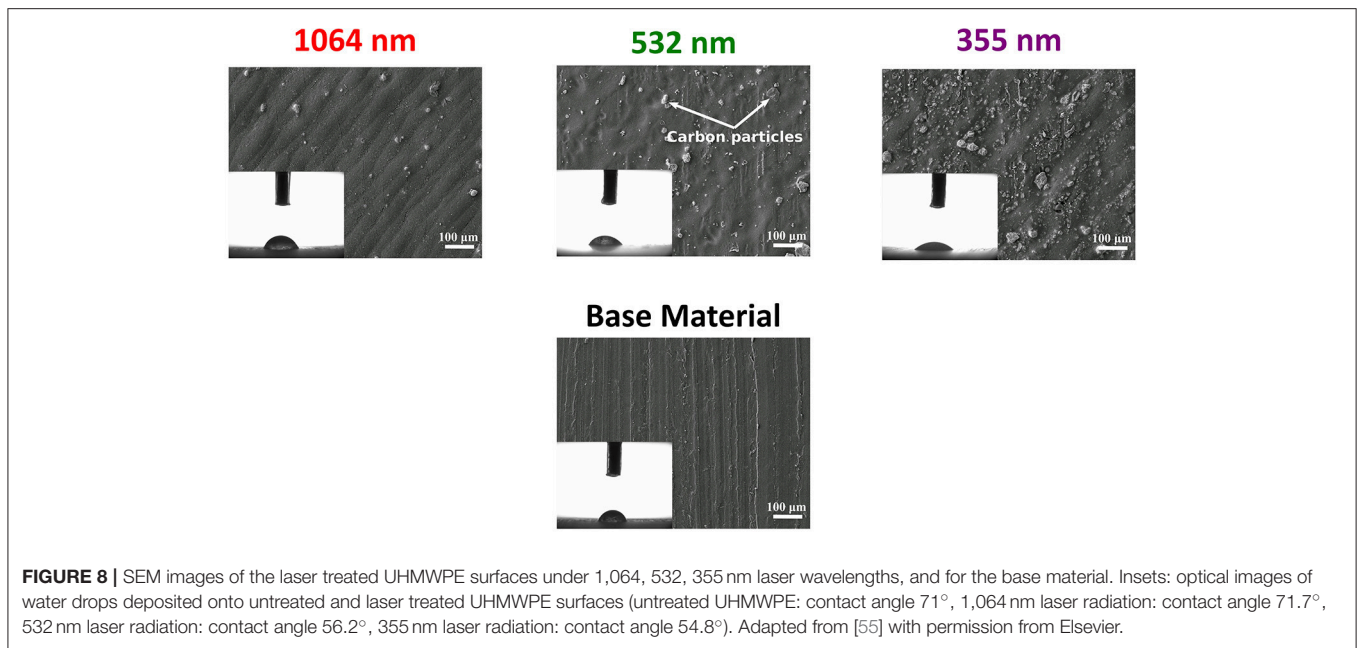 1064 nm
532 nm
355 nm
Carbon particles
100 µm
100 µm
100 µm
Base Material
100 µm
FIGURE 8 | SEM images of the laser treated UHMWPE surfaces under 1,064, 532, 355 nm laser wavelengths, and for the base material. Insets: optical images of
water drops deposited onto untreated and laser treated UHMWPE surfaces (untreated UHMWPE: contact angle 71°, 1,064 nm laser radiation: contact angle 71.7°,
532 nm laser radiation: contact angle 56.2°, 355 nm laser radiation: contact angle 54.8°). Adapted from [55] with permission from Elsevier.